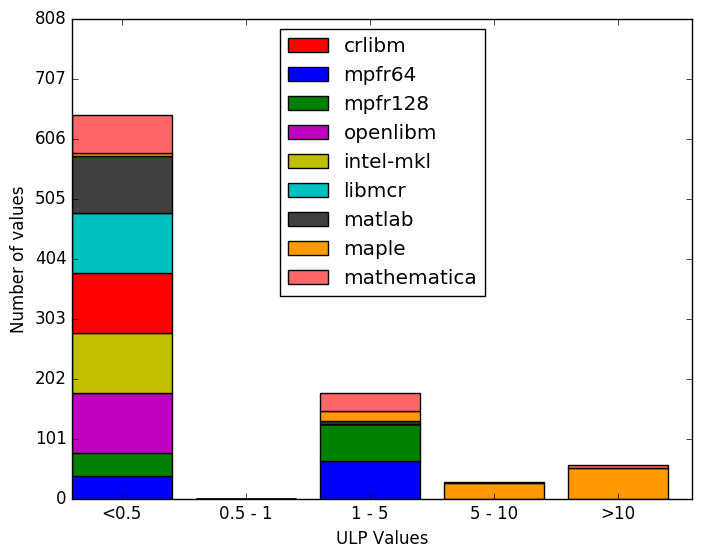 808
707
606
505
404
303
202
101
0
Number of values
crlibm
mpfr64
mpfr128
openlibm
intel-mkl
libmcr
matlab
maple
mathematica
<0.5
0.5 - 1
1 - 5
5 - 10
>10
ULP Values